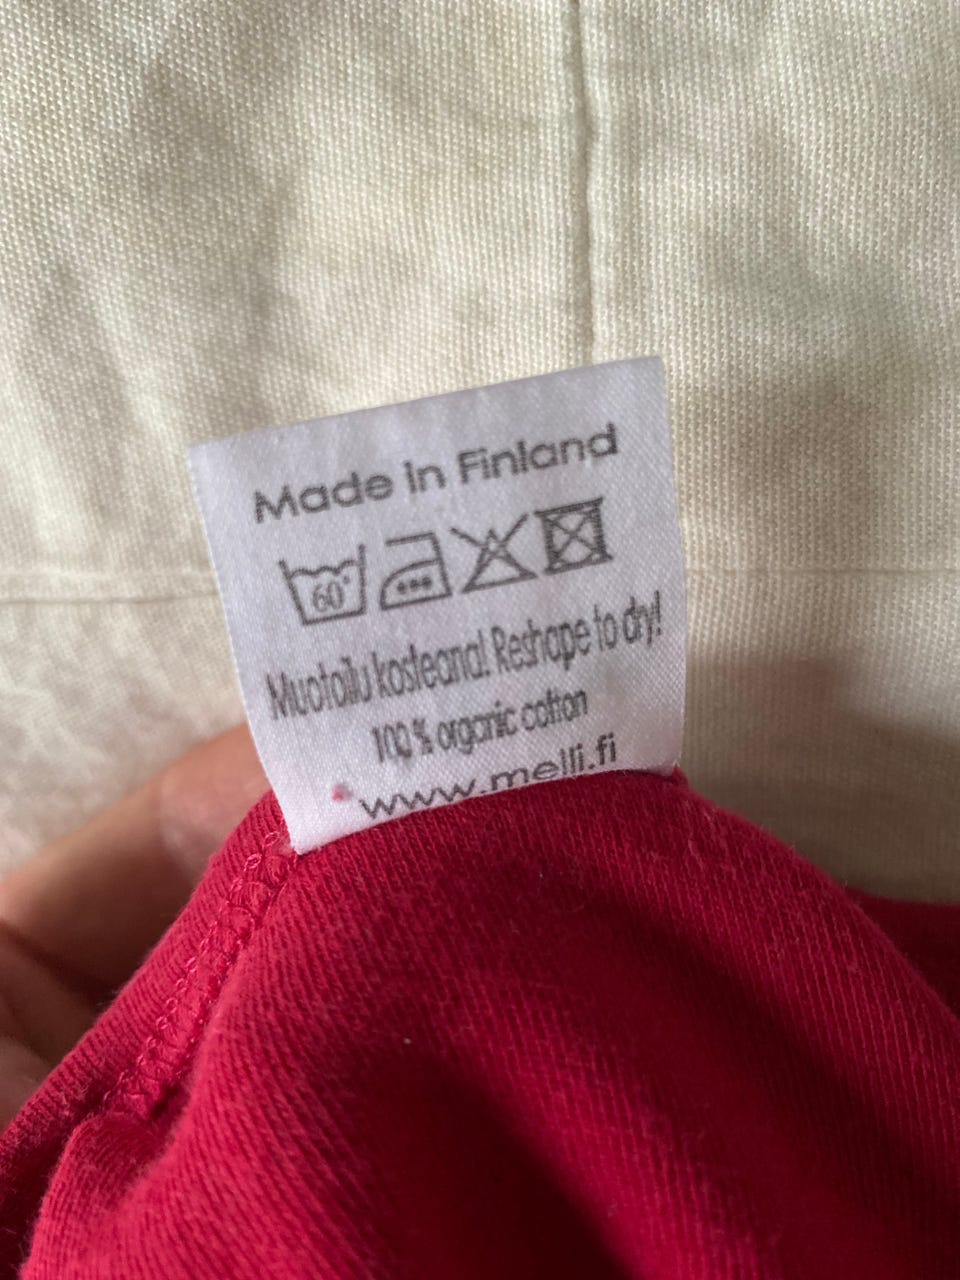 Made in Finland
60°
Muotoilu kosteana! Reshape to dry!
100 % organic cotton
www.melli.fi